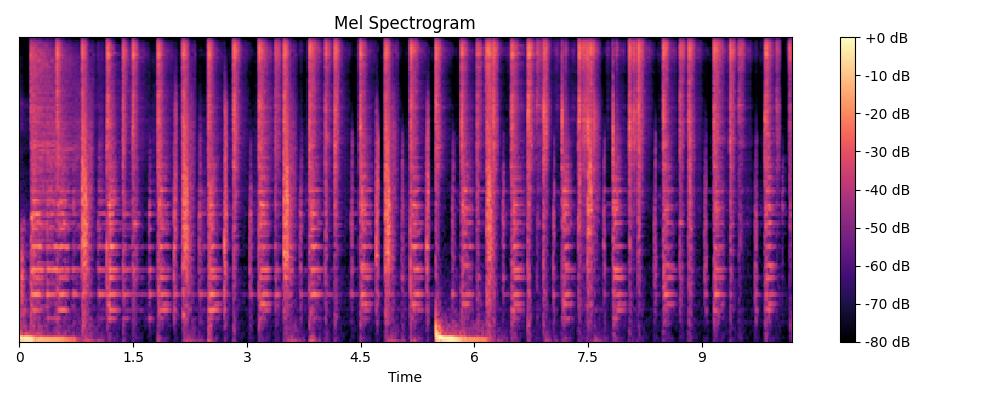 Mel Spectrogram
+0 dB
-10 dB
-20 dB
-30 dB
-40 dB
-50 dB
-60 dB
-70 dB
-80 dB
0 1.5 3 4.5 6 7.5 9
Time